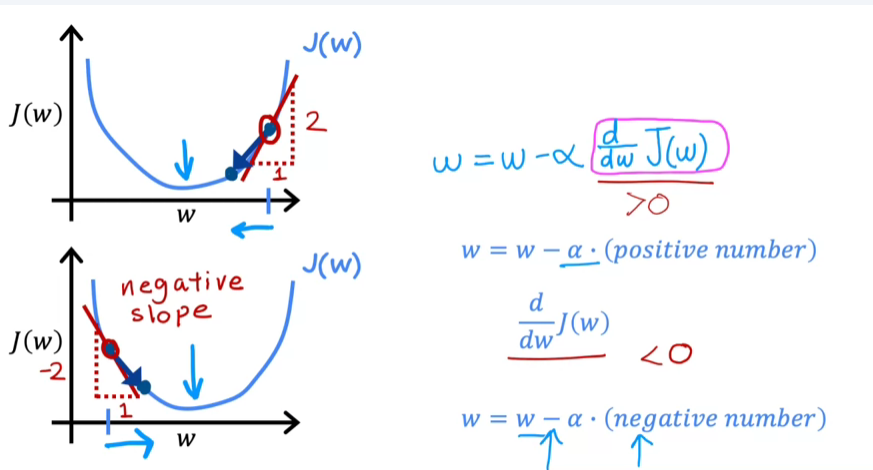 J(w)
J(w)
2
1
w
w = w - α d/dw J(w)
>0
w = w − α · (positive number)
J(w)
negative
slope
J(w)
-2
1
w
d/dw J(w)
<0
w = w − α · (negative number)